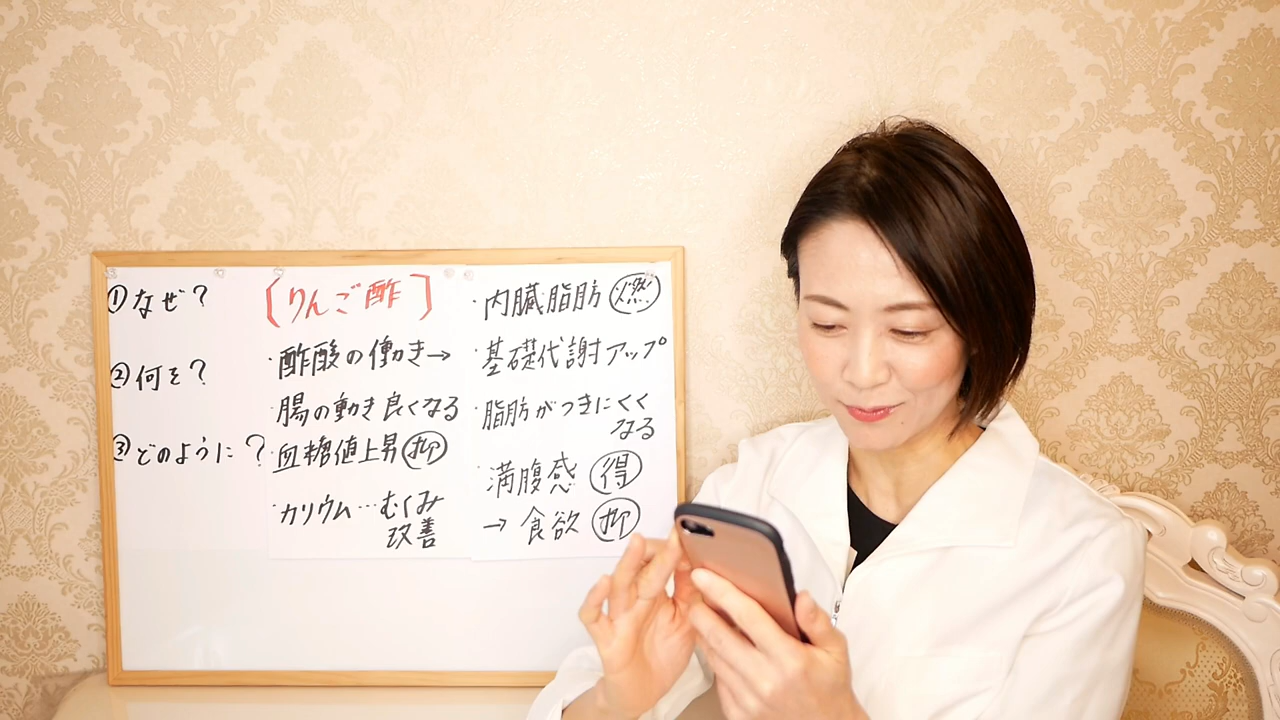 ①なぜ?
②何を?
③どのように?
[りんご酢]
・酢酸の働き→
・腸の動き良くなる
・血糖値上昇㊥抑
・カリウム…むくみ
改善
・内臓脂肪 燃
・基礎代謝アップ
・脂肪がつきにくく
なる
・満腹感 得
→食欲 抑